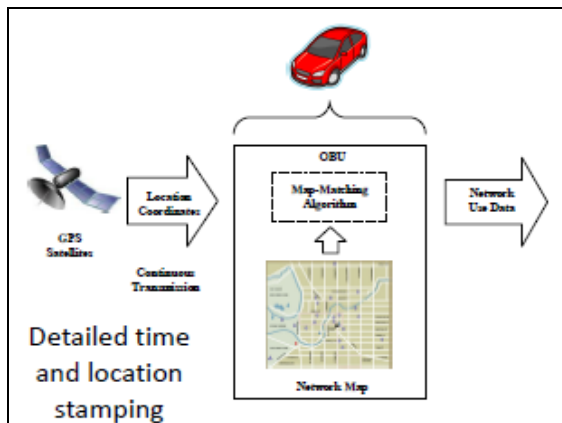 OBU
Map-Matching
Algorithm
Location
Coordinates
Network
Use Data
GPS
Satellites
Continuous
Transmission
Detailed time
and location
stamping
Network Map